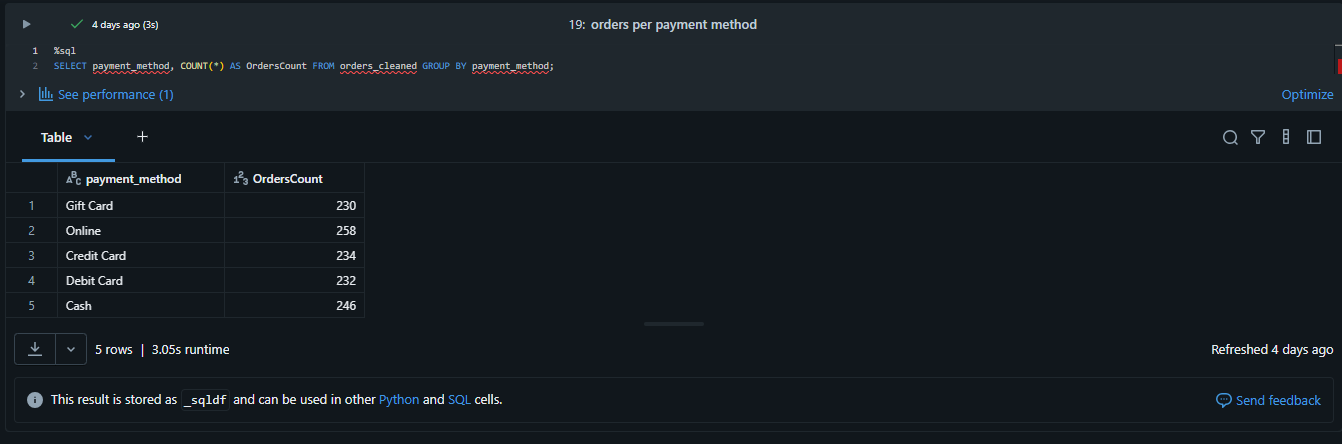 4 days ago (3s)
19: orders per payment method
1 %sql
2 SELECT payment_method, COUNT(*) AS OrdersCount FROM orders_cleaned GROUP BY payment_method;
See performance (1)
Optimize
Table
payment_method OrdersCount
1 Gift Card 230
2 Online 258
3 Credit Card 234
4 Debit Card 232
5 Cash 246
5 rows | 3.05s runtime
Refreshed 4 days ago
This result is stored as _sqldf and can be used in other Python and SQL cells.
Send feedback